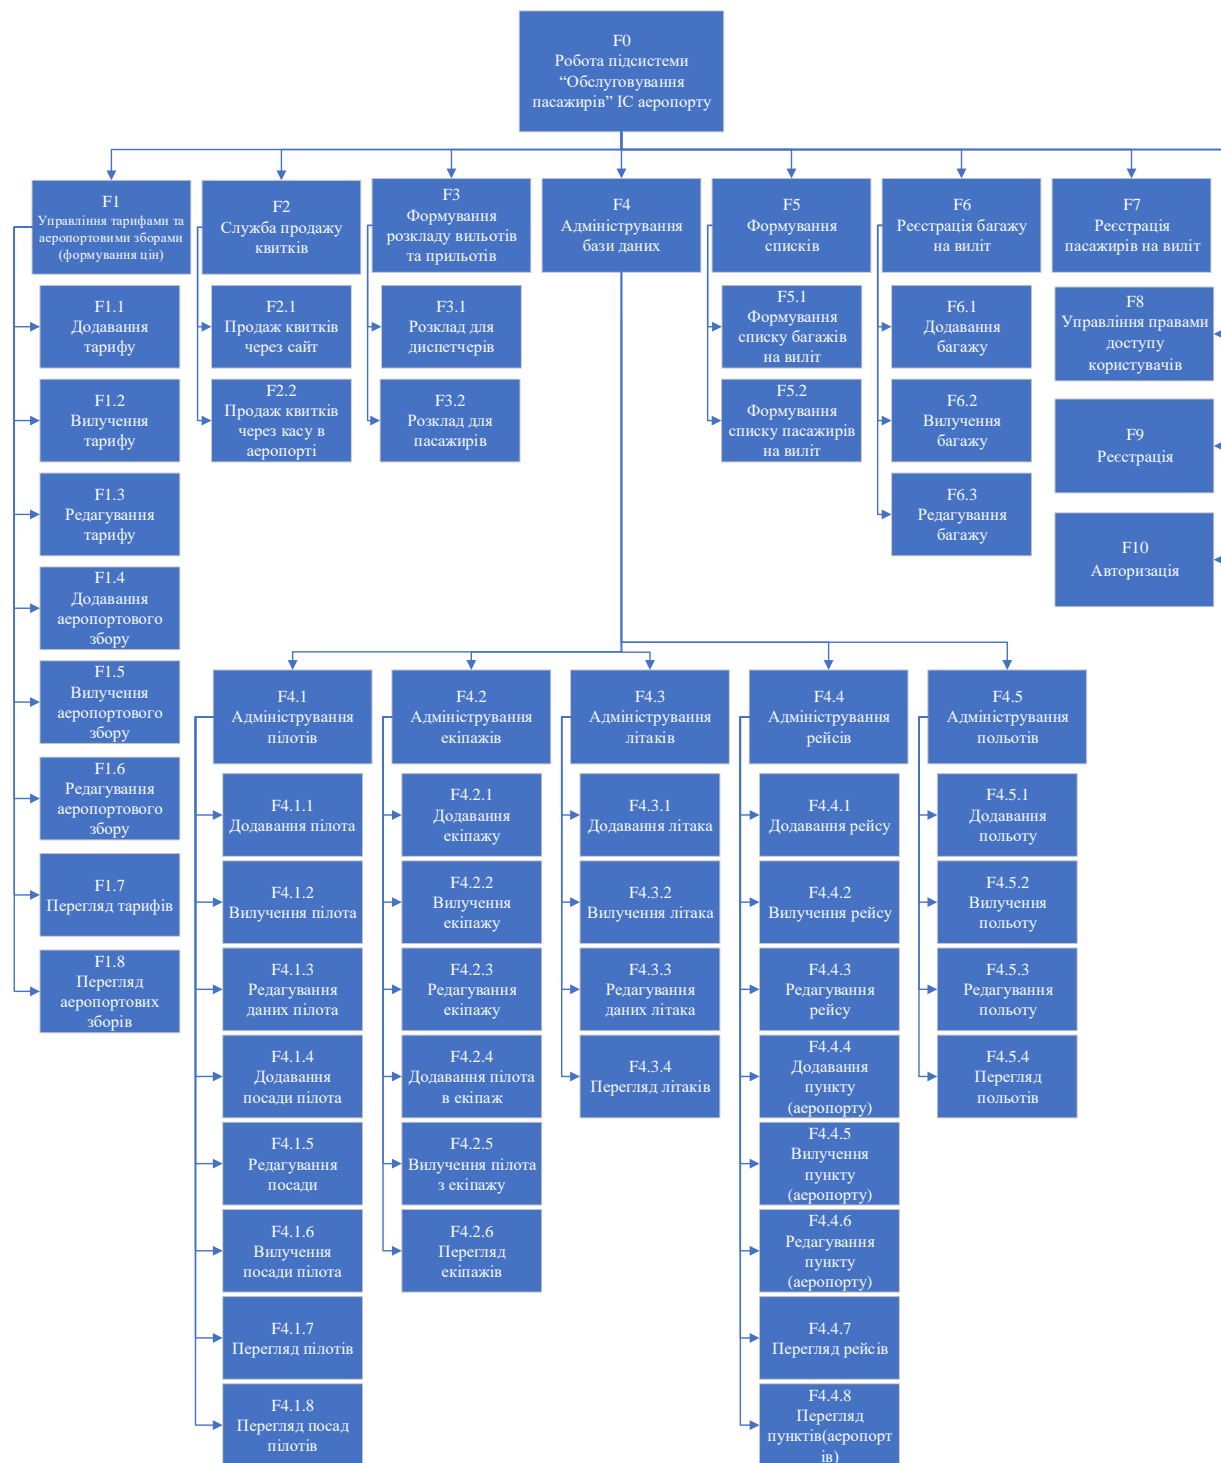 F0
Робота підсистеми
“Обслуговування
пасажирів” ІС аеропорту
F1
Управління тарифами та
аеропортовими зборами
(формування цін)
F1.1
Додавання
тарифу
F1.2
Вилучення
тарифу
F1.3
Редагування
тарифу
F1.4
Додавання
аеропортового
збору
F1.5
Вилучення
аеропортового
збору
F1.6
Редагування
аеропортового
збору
F1.7
Перегляд тарифів
F1.8
Перегляд
аеропортових
зборів
F2
Служба продажу
квитків
F2.1
Продаж квитків
через сайт
F2.2
Продаж квитків
через касу в
аеропорті
F3
Формування
розкладу вильотів
та прильотів
F3.1
Розклад для
диспетчерів
F3.2
Розклад для
пасажирів
F4
Адміністрування
бази даних
F4.1
Адміністрування
пілотів
F4.1.1
Додавання пілота
F4.1.2
Вилучення пілота
F4.1.3
Редагування
даних пілота
F4.1.4
Додавання
посади пілота
F4.1.5
Редагування
посади
F4.1.6
Вилучення
посади пілота
F4.1.7
Перегляд пілотів
F4.1.8
Перегляд посад
пілотів
F4.2
Адміністрування
екіпажів
F4.2.1
Додавання
екіпажу
F4.2.2
Вилучення
екіпажу
F4.2.3
Редагування
екіпажу
F4.2.4
Додавання пілота
в екіпаж
F4.2.5
Вилучення пілота
з екіпажу
F4.2.6
Перегляд
екіпажів
F4.3
Адміністрування
літаків
F4.3.1
Додавання літака
F4.3.2
Вилучення літака
F4.3.3
Редагування
даних літака
F4.3.4
Перегляд літаків
F4.4
Адміністрування
рейсів
F4.4.1
Додавання рейсу
F4.4.2
Вилучення рейсу
F4.4.3
Редагування
рейсу
F4.4.4
Додавання
пункту
(аеропорту)
F4.4.5
Вилучення
пункту
(аеропорту)
F4.4.6
Редагування
пункту
(аеропорту)
F4.4.7
Перегляд рейсів
F4.4.8
Перегляд
пунктів(аеропорт
ів)
F4.5
Адміністрування
польотів
F4.5.1
Додавання
польоту
F4.5.2
Вилучення
польоту
F4.5.3
Редагування
польоту
F4.5.4
Перегляд
польотів
F5
Формування
списків
F5.1
Формування
списку багажів
на виліт
F5.2
Формування
списку пасажирів
на виліт
F6
Реєстрація багажу
на виліт
F6.1
Додавання
багажу
F6.2
Вилучення
багажу
F6.3
Редагування
багажу
F7
Реєстрація
пасажирів на виліт
F8
Управління правами
доступу
користувачів
F9
Реєстрація
F10
Авторизація